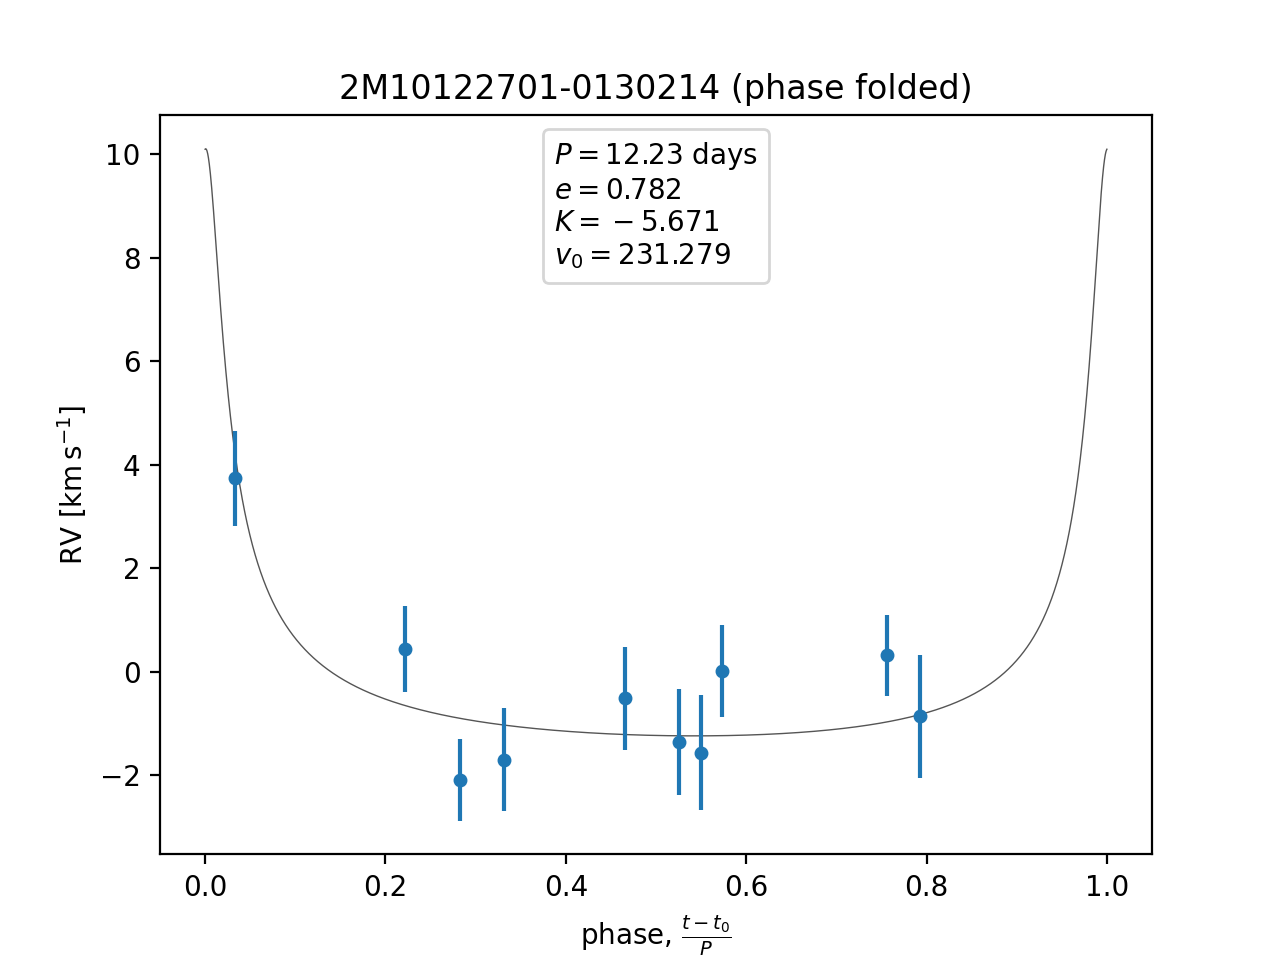 2M10122701-0130214 (phase folded)
P = 12.23 days
e = 0.782
K = −5.671
v₀ = 231.279
RV [km s⁻¹]
10
8
6
4
2
0
−2
0.0 0.2 0.4 0.6 0.8 1.0
phase, (t − t₀)/P